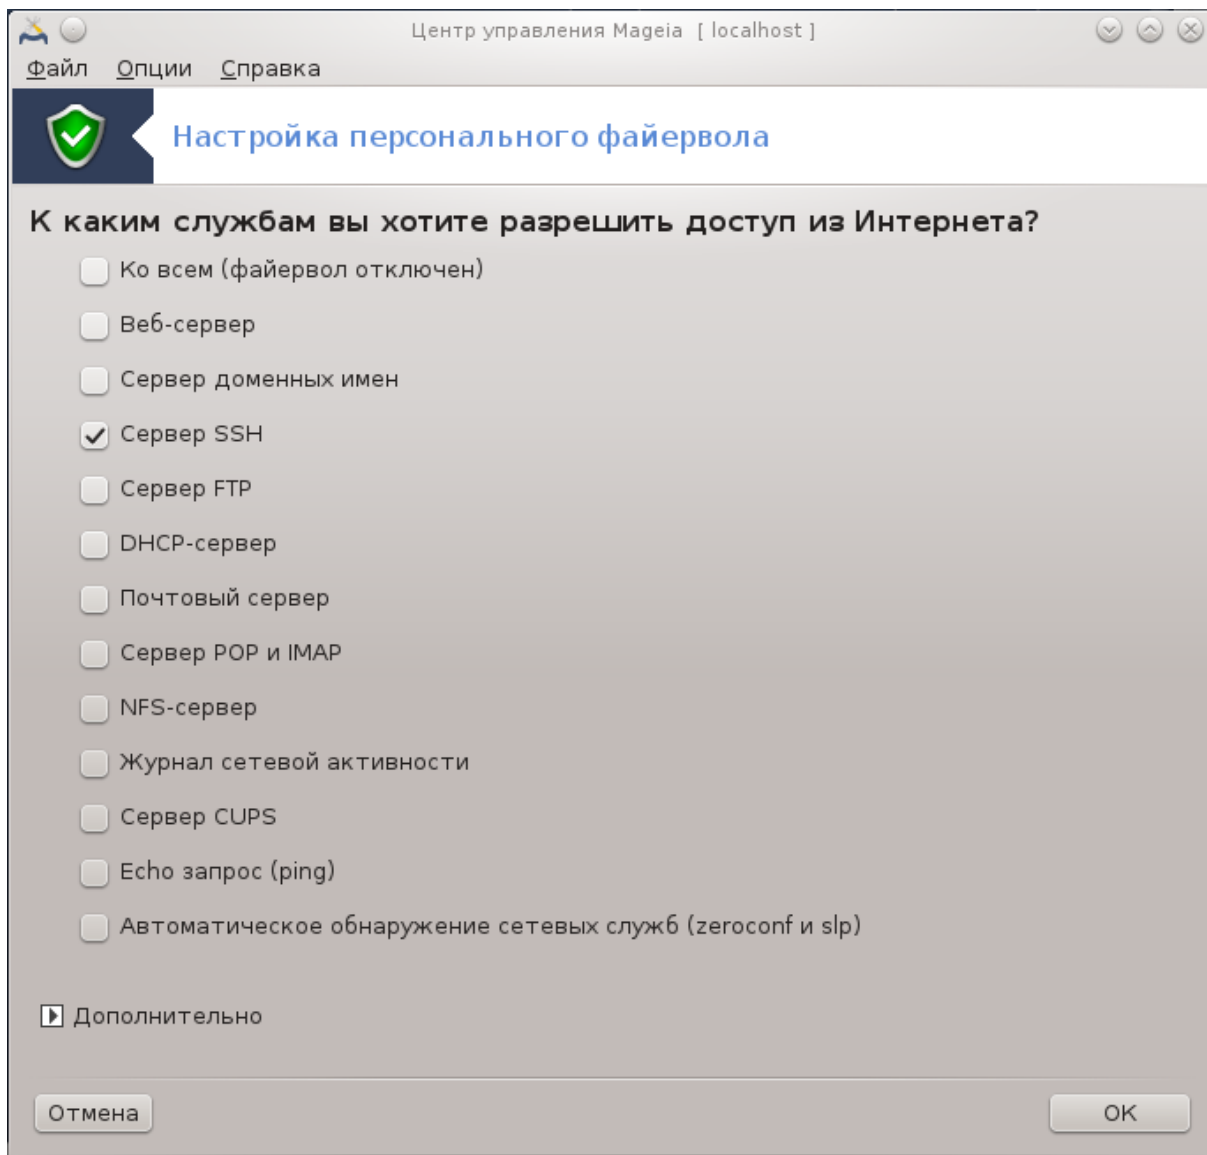 Центр управления Mageia [ localhost ]
Файл Опции Справка
Настройка персонального файервола
К каким службам вы хотите разрешить доступ из Интернета?
Ко всем (файервол отключен)
Веб-сервер
Сервер доменных имен
Сервер SSH
Сервер FTP
DHCP-сервер
Почтовый сервер
Сервер POP и IMAP
NFS-сервер
Журнал сетевой активности
Сервер CUPS
Echo запрос (ping)
Автоматическое обнаружение сетевых служб (zeroconf и slp)
Дополнительно
Отмена OK